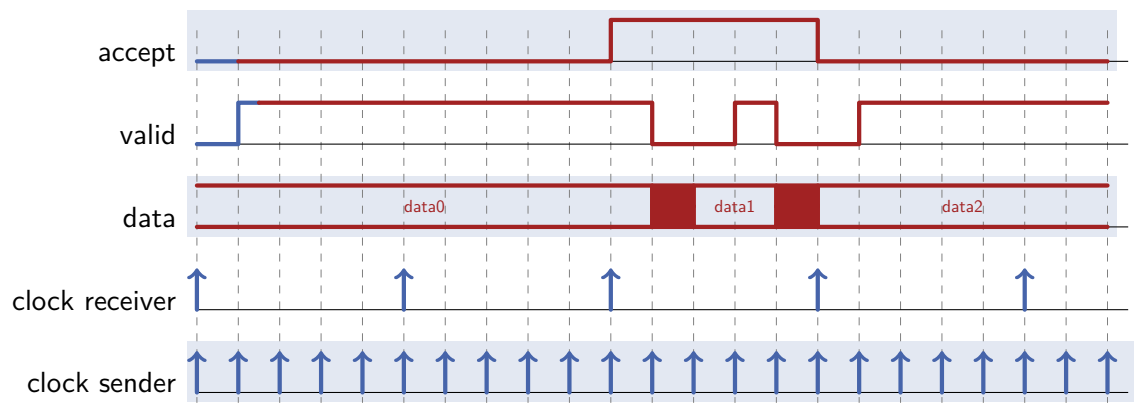 accept
valid
data
data0
data1
data2
clock receiver
clock sender